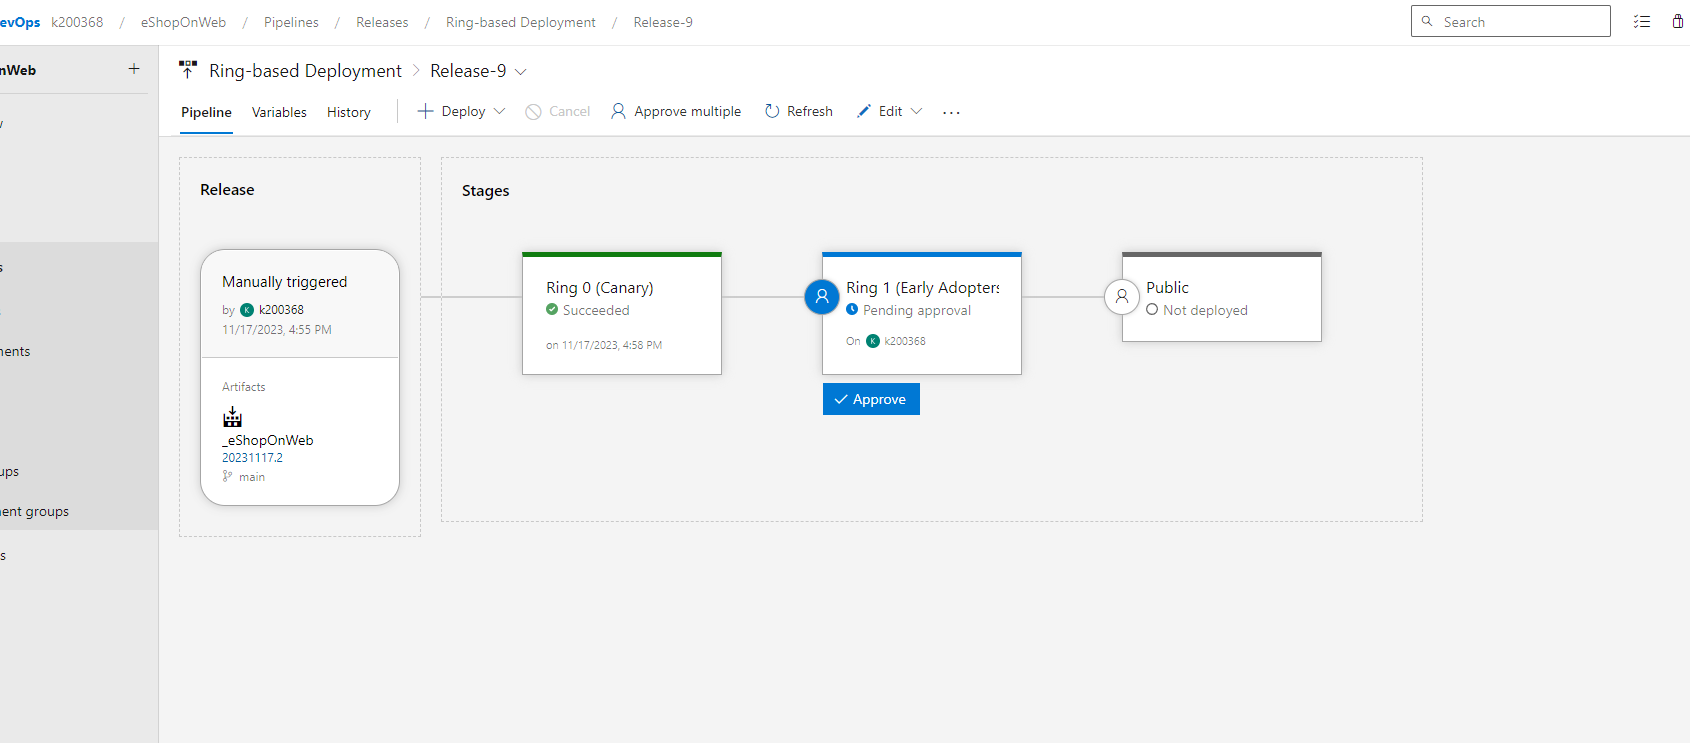 evOps k200368 / eShopOnWeb / Pipelines / Releases / Ring-based Deployment / Release-9
Search
nWeb +
Ring-based Deployment > Release-9
Pipeline Variables History Deploy Cancel Approve multiple Refresh Edit ...
s
nents
ups
nent groups
s
Release
Manually triggered
by K k200368
11/17/2023, 4:55 PM
Artifacts
_eShopOnWeb
20231117.2
main
Stages
Ring 0 (Canary)
Succeeded
on 11/17/2023, 4:58 PM
Ring 1 (Early Adopters
Pending approval
On K k200368
Approve
Public
Not deployed